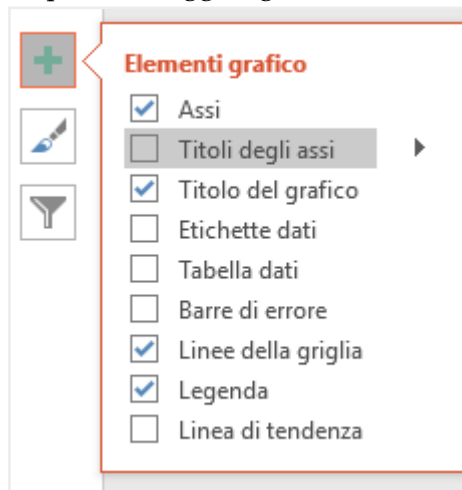 Elementi grafico
Assi
Titoli degli assi
Titolo del grafico
Etichette dati
Tabella dati
Barre di errore
Linee della griglia
Legenda
Linea di tendenza